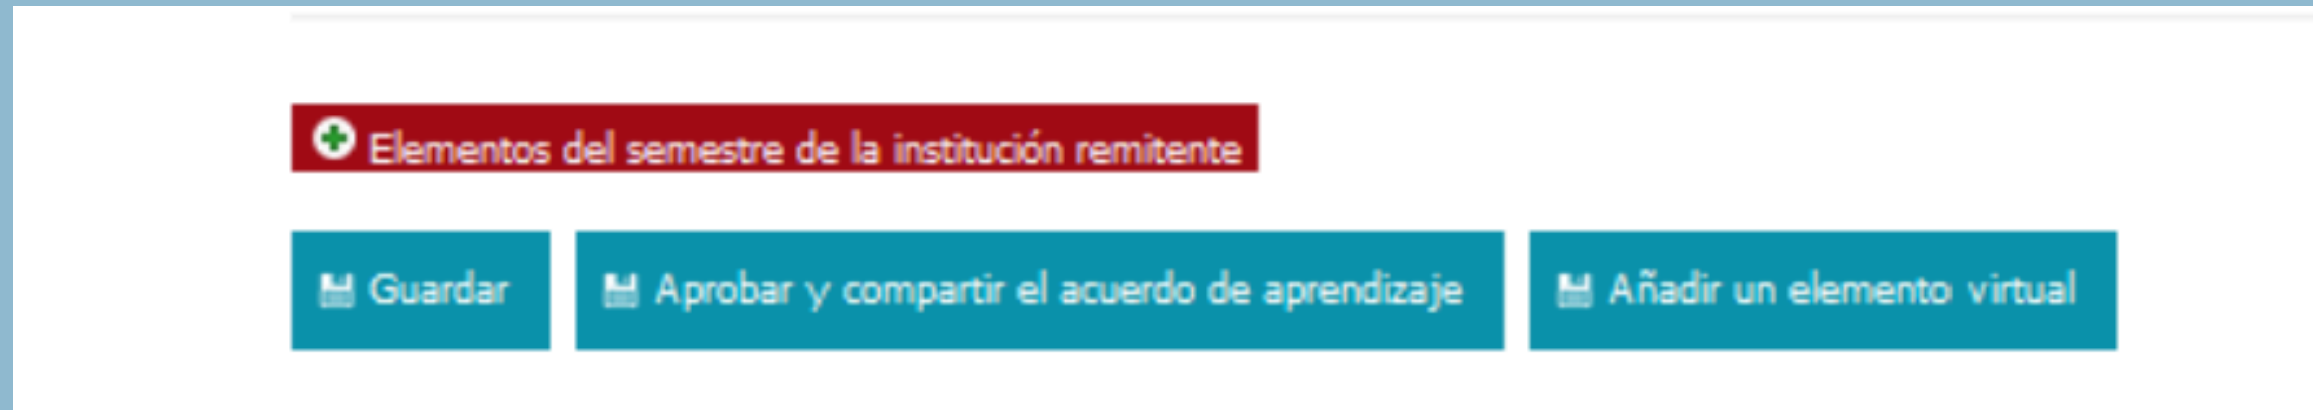 Elementos del semestre de la institución remitente
Guardar Aprobar y compartir el acuerdo de aprendizaje Añadir un elemento virtual